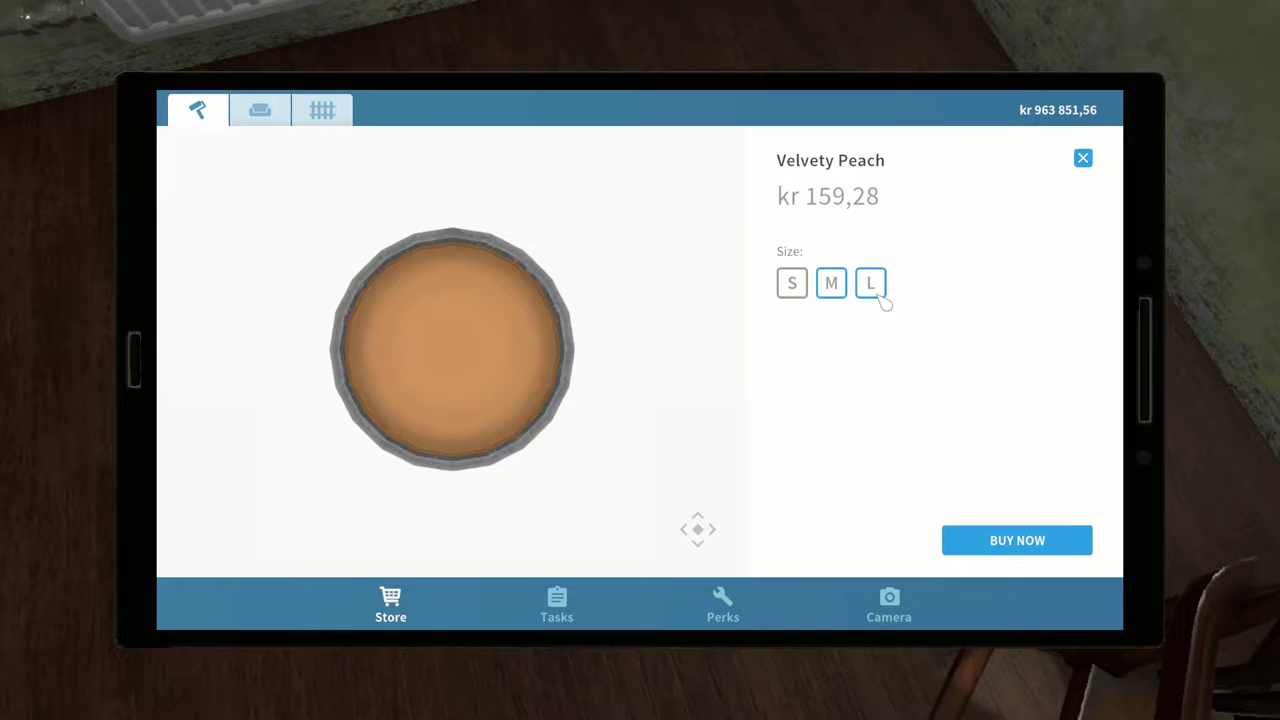 kr 963 851,56
Velvety Peach
kr 159,28
Size:
S M L
BUY NOW
Store Tasks Perks Camera